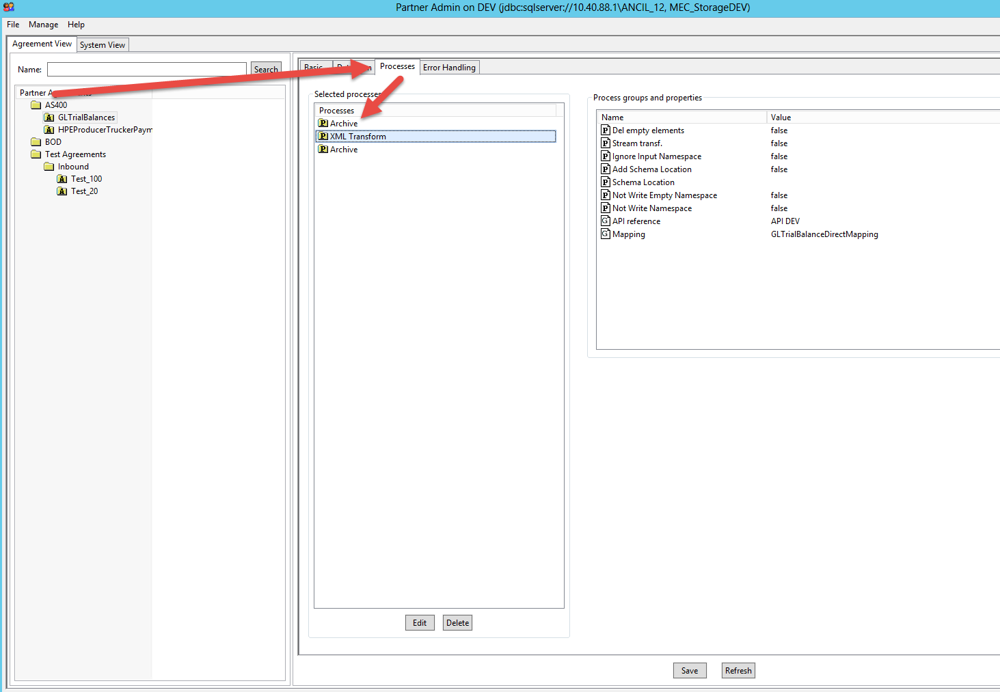 Partner Admin on DEV (jdbc:sqlserver://10.40.88.1\ANCIL_12, MEC_StorageDEV)
File Manage Help
Agreement View System View
Name: Search
Partner
AS400
GLTrialBalances
HPEProducerTruckerPaym
BOD
Test Agreements
Inbound
Test_100
Test_20
Basic Processes Error Handling
Selected processes
Processes
Archive
XML Transform
Archive
Edit Delete
Process groups and properties
Name Value
Del empty elements false
Stream transf. false
Ignore Input Namespace false
Add Schema Location false
Schema Location
Not Write Empty Namespace false
Not Write Namespace false
API reference API DEV
Mapping GLTrialBalanceDirectMapping
Save Refresh